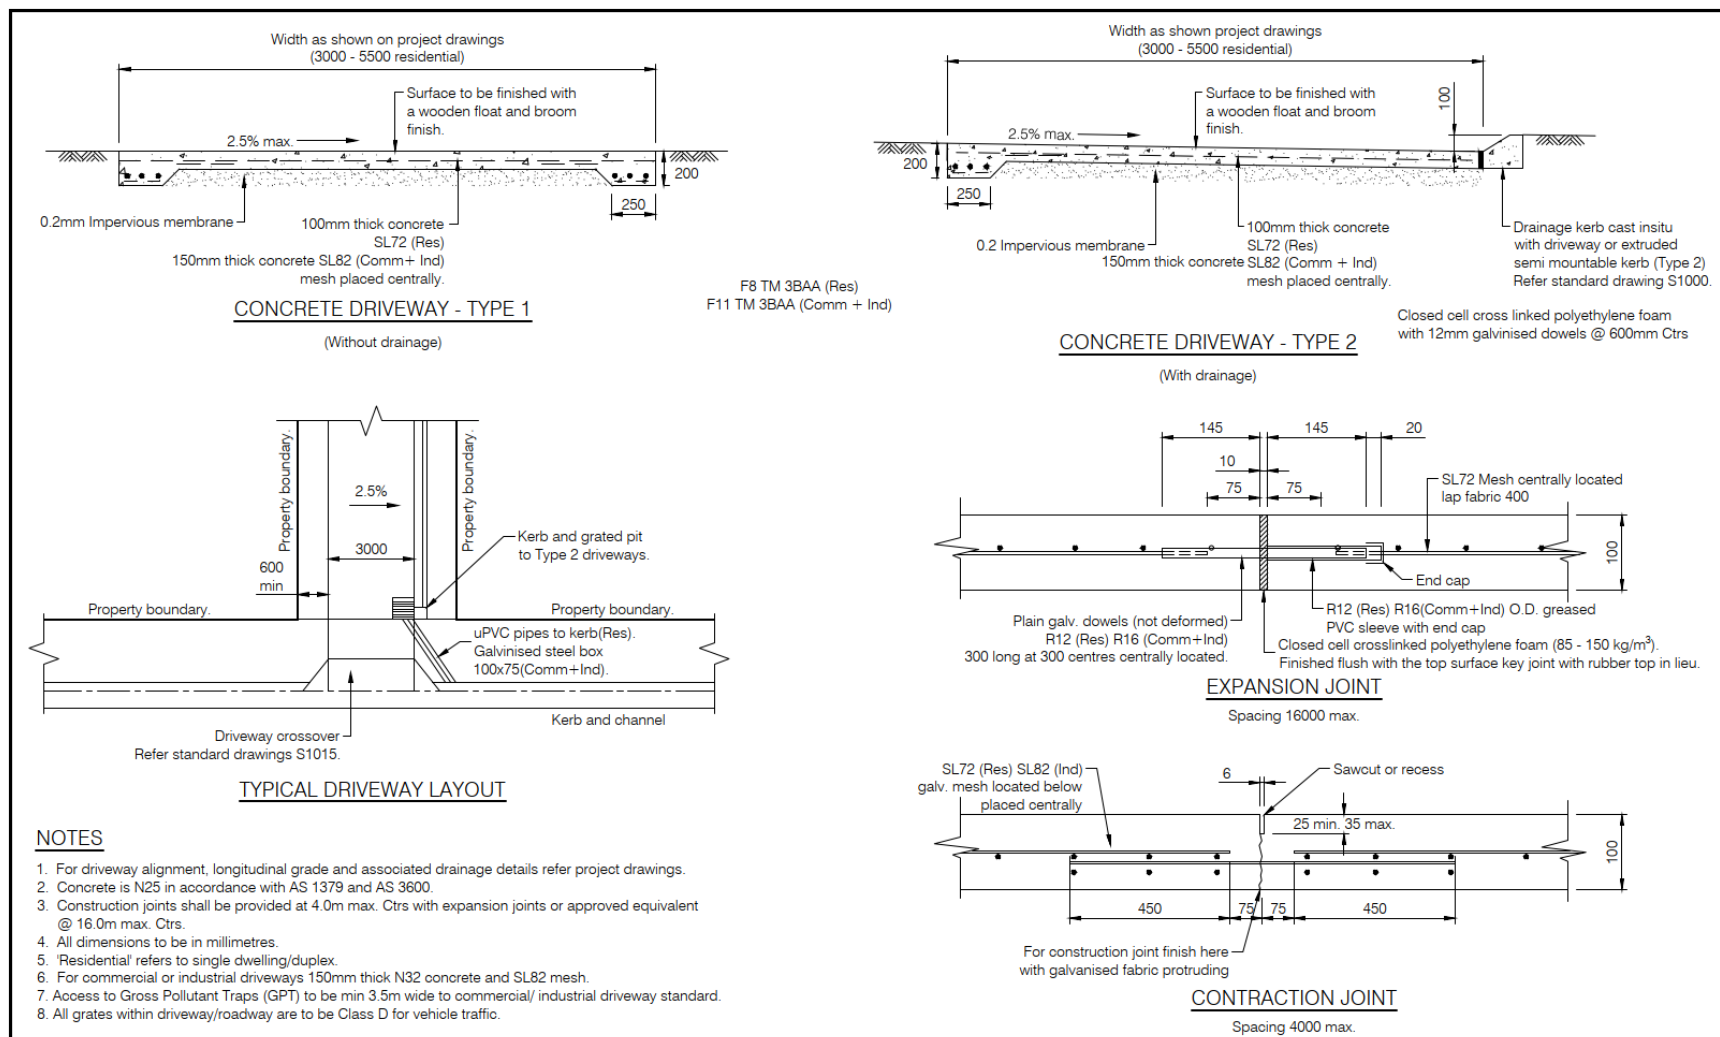 Width as shown on project drawings
(3000 - 5500 residential)
Surface to be finished with
a wooden float and broom
finish.
2.5% max.
200
250
0.2mm Impervious membrane
100mm thick concrete
SL72 (Res)
150mm thick concrete SL82 (Comm+ Ind)
mesh placed centrally.
CONCRETE DRIVEWAY - TYPE 1
(Without drainage)
F8 TM 3BAA (Res)
F11 TM 3BAA (Comm + Ind)
Width as shown project drawings
(3000 - 5500 residential)
Surface to be finished with
a wooden float and broom
finish.
100
2.5% max.
200
250
0.2 Impervious membrane
100mm thick concrete
SL72 (Res)
150mm thick concrete SL82 (Comm + Ind)
mesh placed centrally.
Drainage kerb cast insitu
with driveway or extruded
semi mountable kerb (Type 2)
Refer standard drawing S1000.
Closed cell cross linked polyethylene foam
with 12mm galvinised dowels @ 600mm Ctrs
CONCRETE DRIVEWAY - TYPE 2
(With drainage)
Property boundary.
Property boundary.
2.5%
3000
600
min
Kerb and grated pit
to Type 2 driveways.
Property boundary.
Property boundary.
uPVC pipes to kerb(Res).
Galvinised steel box
100x75(Comm+Ind).
Kerb and channel
Driveway crossover
Refer standard drawings S1015.
TYPICAL DRIVEWAY LAYOUT
145
145
20
10
75
75
SL72 Mesh centrally located
lap fabric 400
100
End cap
Plain galv. dowels (not deformed)
R12 (Res) R16 (Comm+Ind)
300 long at 300 centres centrally located.
R12 (Res) R16(Comm+Ind) O.D. greased
PVC sleeve with end cap
Closed cell crosslinked polyethylene foam (85 - 150 kg/m³).
Finished flush with the top surface key joint with rubber top in lieu.
EXPANSION JOINT
Spacing 16000 max.
SL72 (Res) SL82 (Ind)
galv. mesh located below
placed centrally
6
Sawcut or recess
25 min. 35 max.
100
450
75
75
450
For construction joint finish here
with galvanised fabric protruding
CONTRACTION JOINT
Spacing 4000 max.
NOTES
1. For driveway alignment, longitudinal grade and associated drainage details refer project drawings.
2. Concrete is N25 in accordance with AS 1379 and AS 3600.
3. Construction joints shall be provided at 4.0m max. Ctrs with expansion joints or approved equivalent
@ 16.0m max. Ctrs.
4. All dimensions to be in millimetres.
5. 'Residential' refers to single dwelling/duplex.
6. For commercial or industrial driveways 150mm thick N32 concrete and SL82 mesh.
7. Access to Gross Pollutant Traps (GPT) to be min 3.5m wide to commercial/ industrial driveway standard.
8. All grates within driveway/roadway are to be Class D for vehicle traffic.